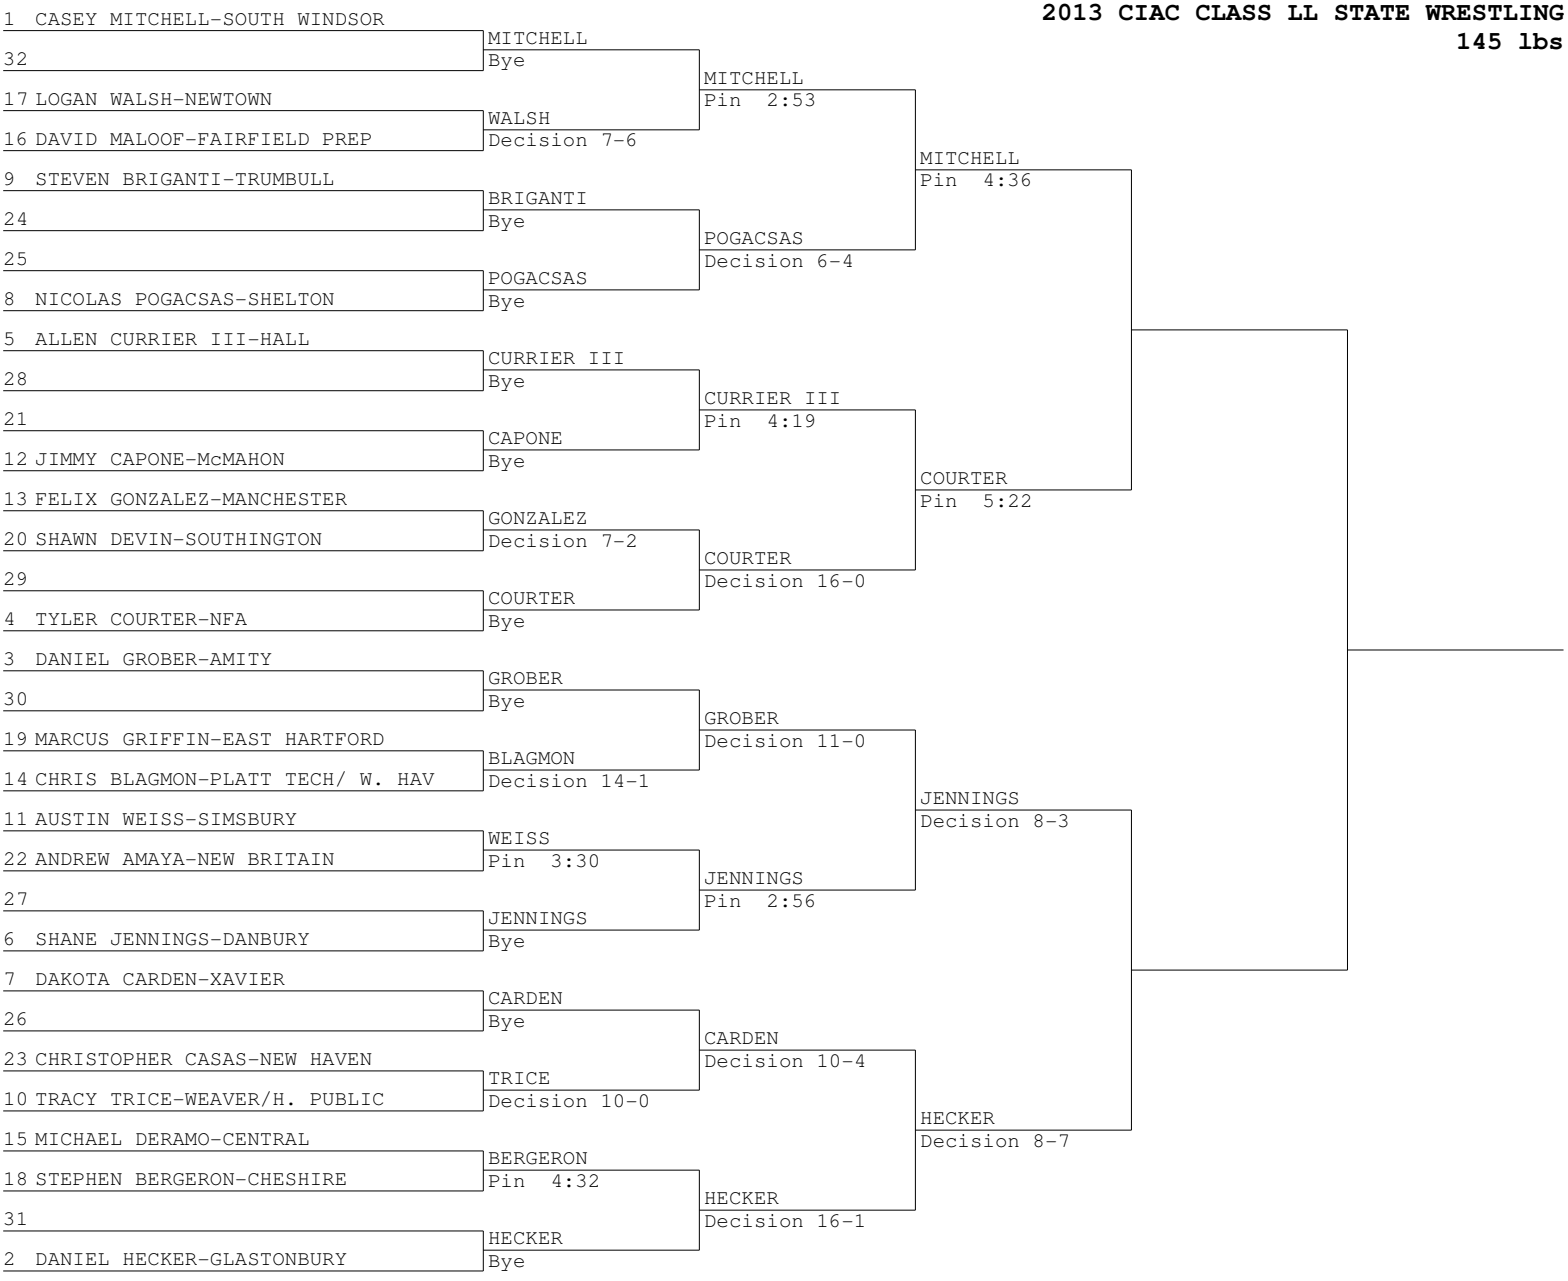 2013 CIAC CLASS LL STATE WRESTLING
145 lbs
1 CASEY MITCHELL-SOUTH WINDSOR
32
17 LOGAN WALSH-NEWTOWN
16 DAVID MALOOF-FAIRFIELD PREP
9 STEVEN BRIGANTI-TRUMBULL
24
25
8 NICOLAS POGACSAS-SHELTON
5 ALLEN CURRIER III-HALL
28
21
12 JIMMY CAPONE-McMAHON
13 FELIX GONZALEZ-MANCHESTER
20 SHAWN DEVIN-SOUTHINGTON
29
4 TYLER COURTER-NFA
3 DANIEL GROBER-AMITY
30
19 MARCUS GRIFFIN-EAST HARTFORD
14 CHRIS BLAGMON-PLATT TECH/ W. HAV
11 AUSTIN WEISS-SIMSBURY
22 ANDREW AMAYA-NEW BRITAIN
27
6 SHANE JENNINGS-DANBURY
7 DAKOTA CARDEN-XAVIER
26
23 CHRISTOPHER CASAS-NEW HAVEN
10 TRACY TRICE-WEAVER/H. PUBLIC
15 MICHAEL DERAMO-CENTRAL
18 STEPHEN BERGERON-CHESHIRE
31
2 DANIEL HECKER-GLASTONBURY
MITCHELL
Bye
WALSH
Decision 7-6
BRIGANTI
Bye
POGACSAS
Bye
CURRIER III
Bye
CAPONE
Bye
GONZALEZ
Decision 7-2
COURTER
Bye
GROBER
Bye
BLAGMON
Decision 14-1
WEISS
Pin 3:30
JENNINGS
Bye
CARDEN
Bye
TRICE
Decision 10-0
BERGERON
Pin 4:32
HECKER
Bye
MITCHELL
Pin 2:53
POGACSAS
Decision 6-4
CURRIER III
Pin 4:19
COURTER
Decision 16-0
GROBER
Decision 11-0
JENNINGS
Pin 2:56
CARDEN
Decision 10-4
HECKER
Decision 16-1
MITCHELL
Pin 4:36
COURTER
Pin 5:22
JENNINGS
Decision 8-3
HECKER
Decision 8-7